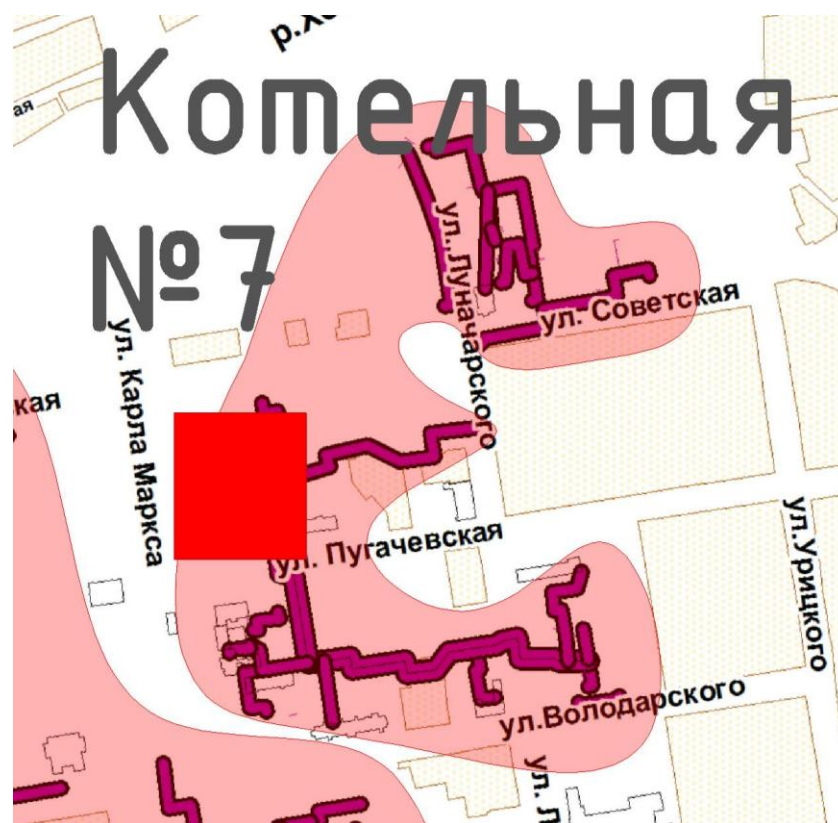 Котельная
№7
ул. Луначарского
ул. Советская
ул. Карла Маркса
ул. Пугачевская
ул.Урицкого
ул.Володарского